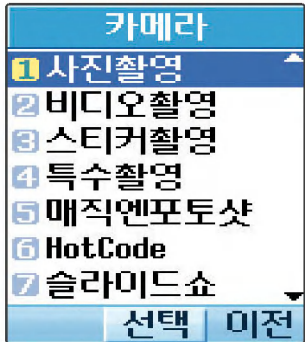 카메라
1 사진촬영
2 비디오촬영
3 스티커촬영
4 특수촬영
5 매직엔포토샷
6 HotCode
7 슬라이드쇼
선택 이전